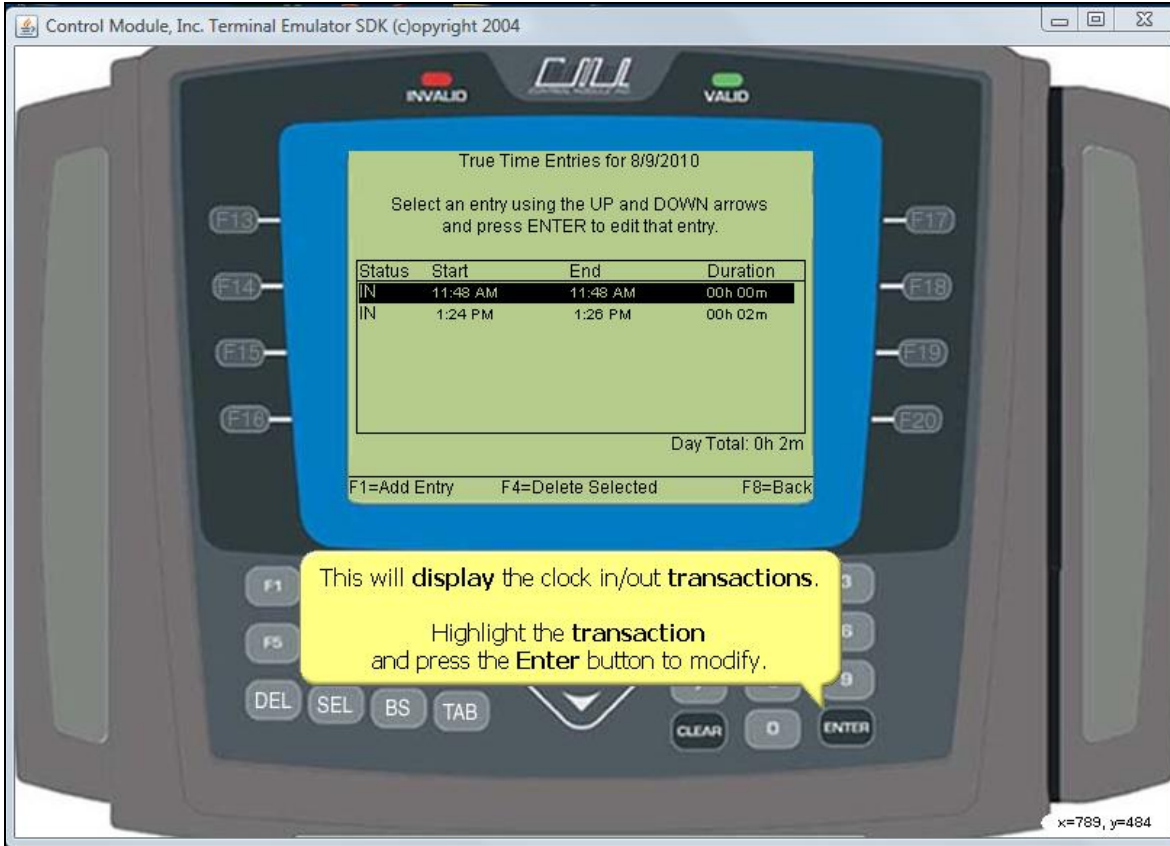 Control Module, Inc. Terminal Emulator SDK (c)opyright 2004
INVALID
CMI
VALID
True Time Entries for 8/9/2010
Select an entry using the UP and DOWN arrows
and press ENTER to edit that entry.
Status Start End Duration
IN 11:48 AM 11:48 AM 00h 00m
IN 1:24 PM 1:26 PM 00h 02m
Day Total: 0h 2m
F1=Add Entry F4=Delete Selected F8=Back
F13
F14
F15
F16
F17
F18
F19
F20
This will display the clock in/out transactions.
Highlight the transaction
and press the Enter button to modify.
F1
F5
3
6
9
DEL SEL BS TAB
CLEAR 0 ENTER
x=789, y=484